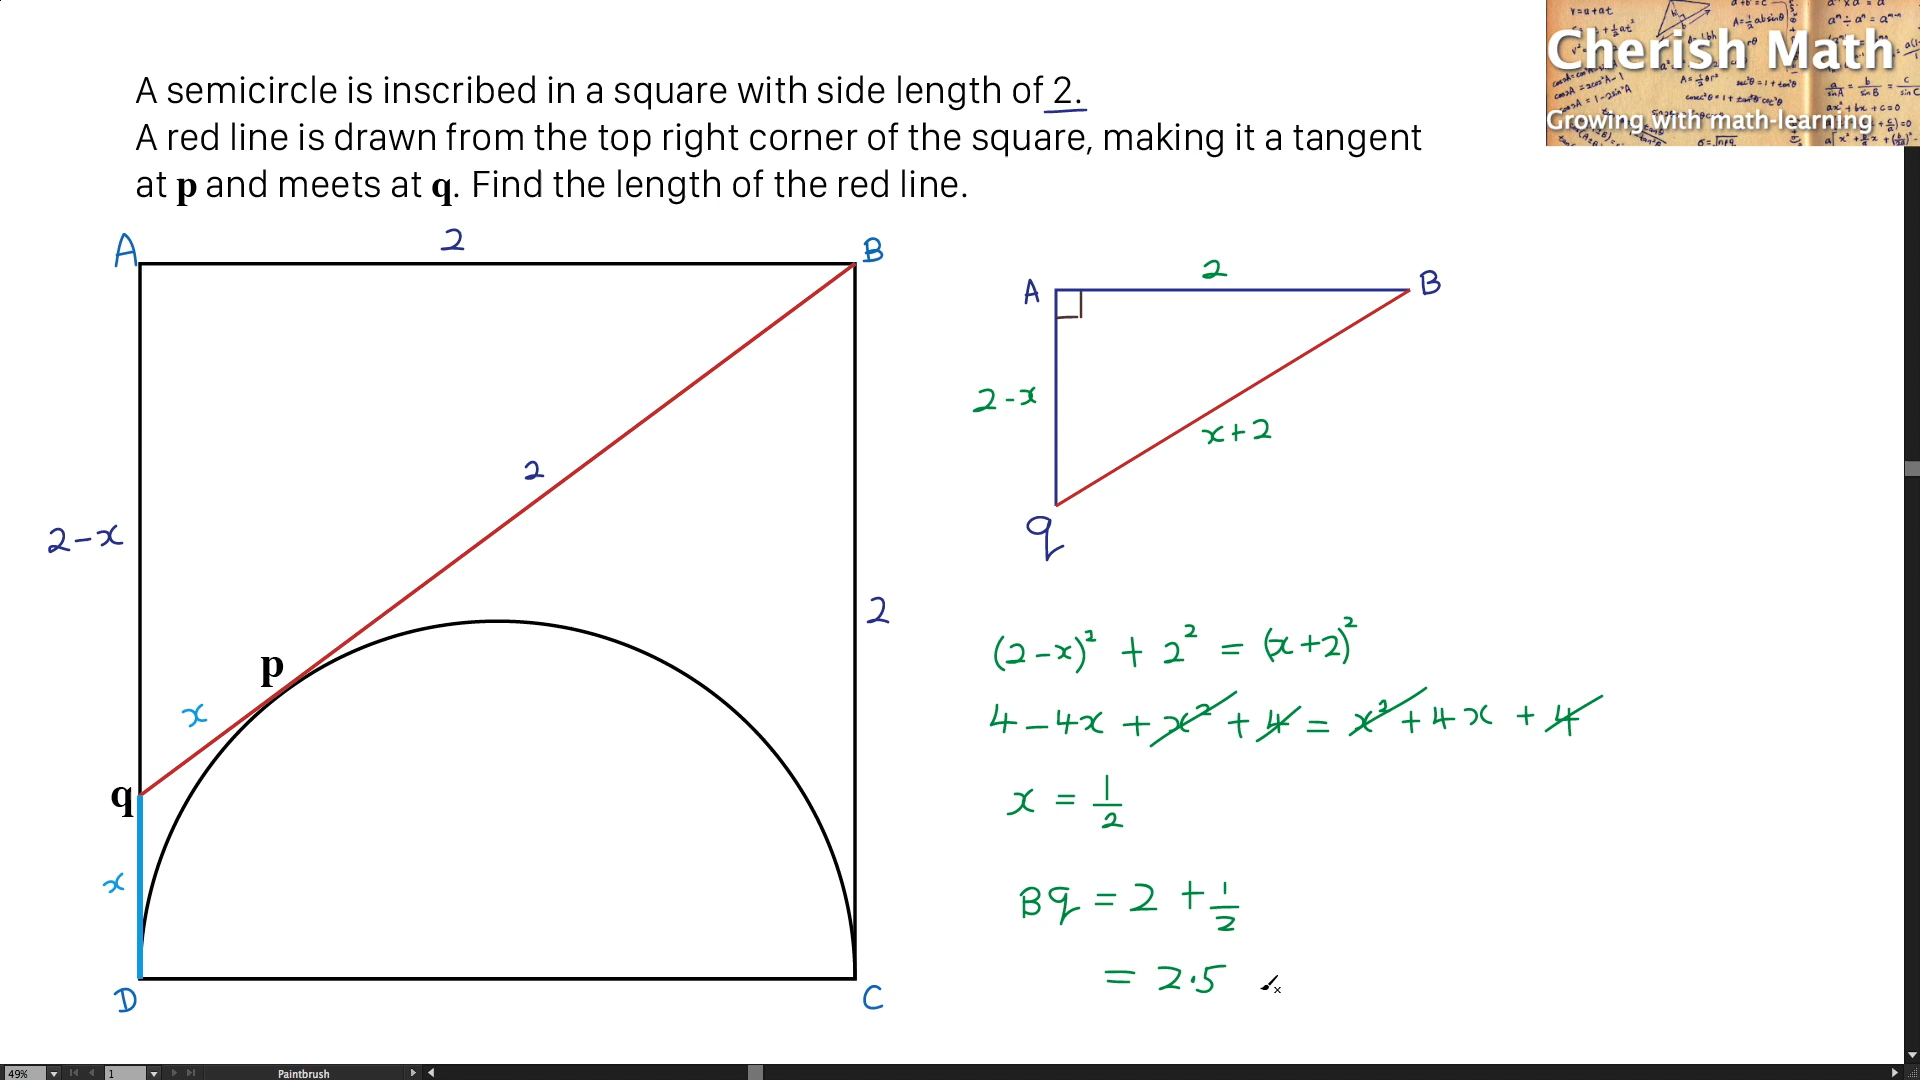 Cherish Math
Growing with math-learning
A semicircle is inscribed in a square with side length of 2.
A red line is drawn from the top right corner of the square, making it a tangent
at p and meets at q. Find the length of the red line.
A
2
B
2
2-x
2
p
x
q
x
D
C
A
2
B
2-x
x+2
q
(2-x)² + 2² = (x+2)²
4-4x + x² + 4 = x² + 4x + 4
x = 1/2
Bq = 2 + 1/2
= 2.5
49%
1
Paintbrush